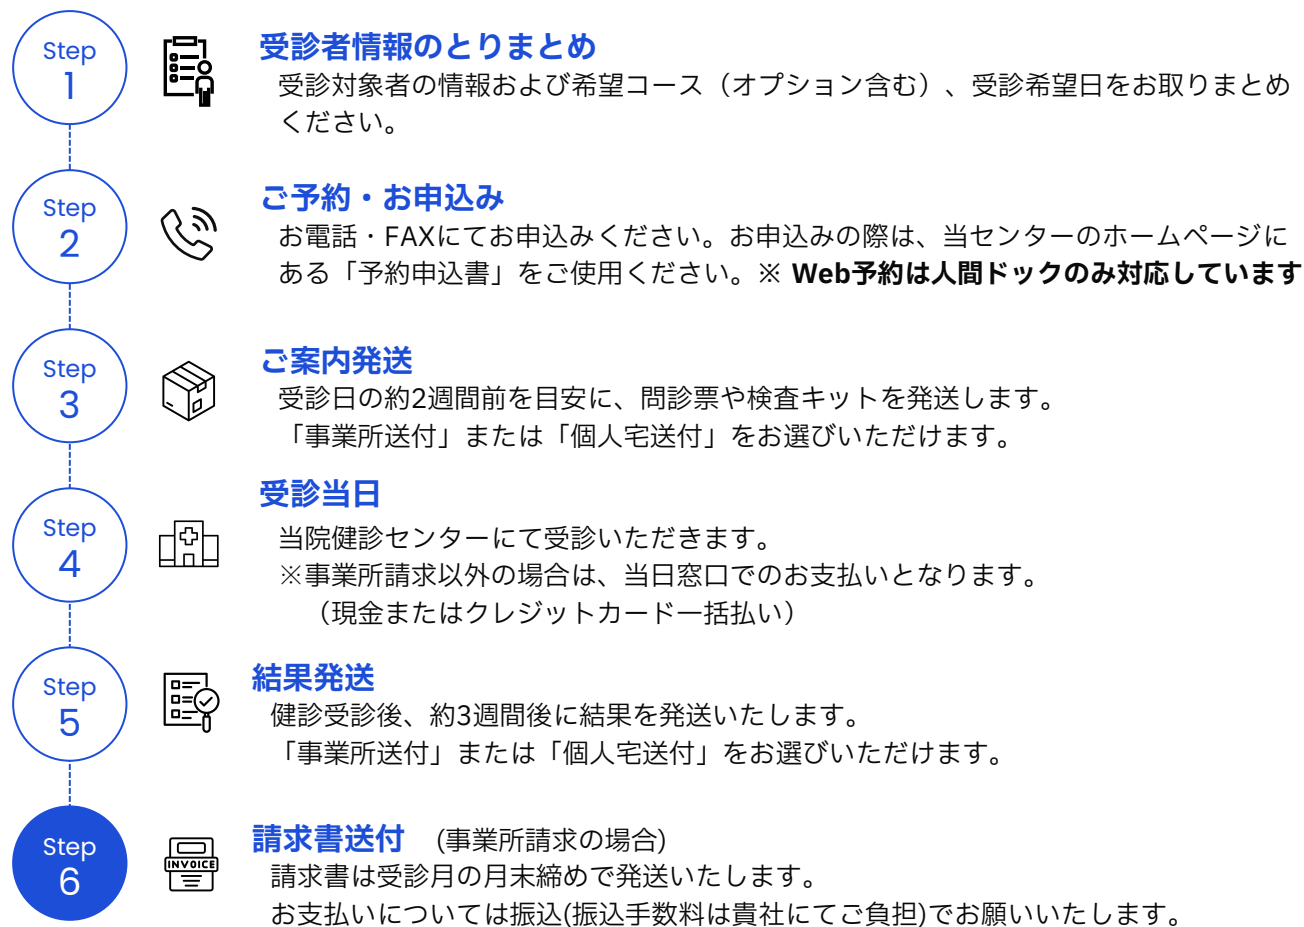 Step
1
受診者情報のとりまとめ
受診対象者の情報および希望コース（オプション含む）、受診希望日をお取りまとめ
ください。
Step
2
ご予約・お申込み
お電話・FAXにてお申込みください。お申込みの際は、当センターのホームページに
ある「予約申込書」をご使用ください。※ Web予約は人間ドックのみ対応しています
Step
3
ご案内発送
受診日の約2週間前を目安に、問診票や検査キットを発送します。
「事業所送付」または「個人宅送付」をお選びいただけます。
Step
4
受診当日
当院健診センターにて受診いただきます。
※事業所請求以外の場合は、当日窓口でのお支払いとなります。
（現金またはクレジットカード一括払い）
Step
5
結果発送
健診受診後、約3週間後に結果を発送いたします。
「事業所送付」または「個人宅送付」をお選びいただけます。
Step
6
INVOICE
請求書送付 (事業所請求の場合)
請求書は受診月の月末締めで発送いたします。
お支払いについては振込(振込手数料は貴社にてご負担)でお願いいたします。